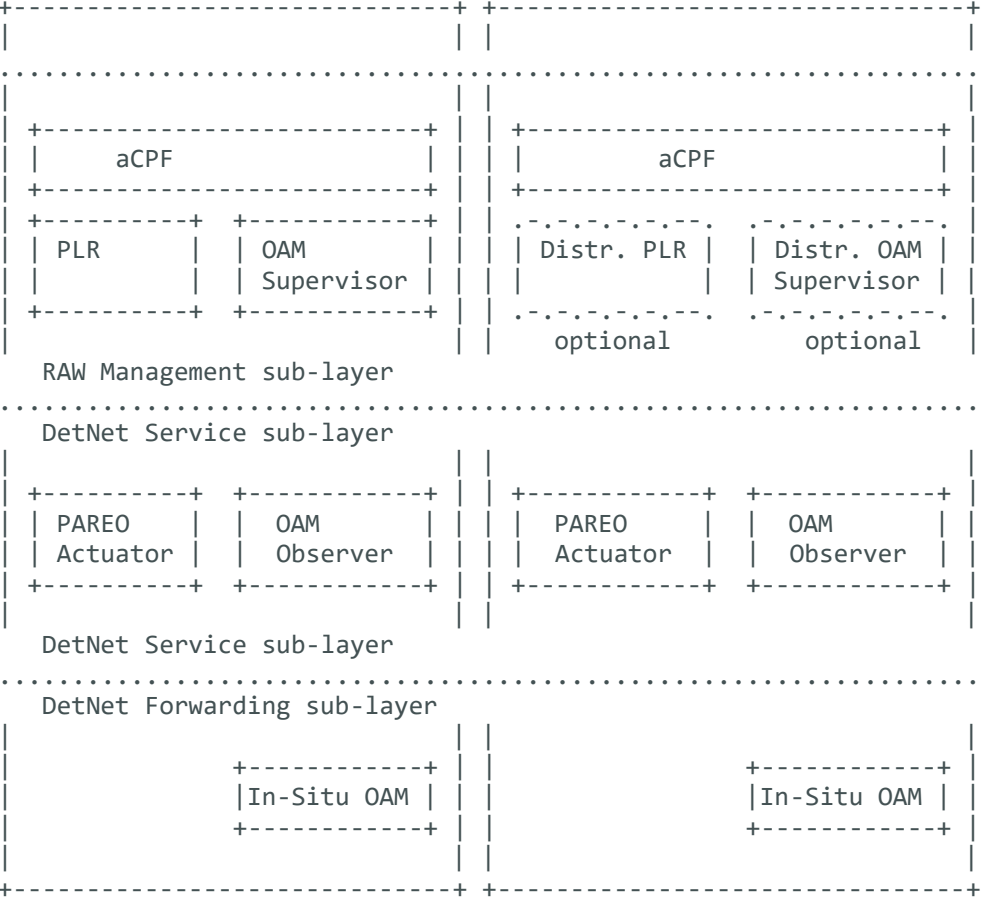 aCPF aCPF
PLR OAM Distr. PLR Distr. OAM
Supervisor Supervisor
optional optional
RAW Management sub-layer
DetNet Service sub-layer
PAREO OAM PAREO OAM
Actuator Observer Actuator Observer
DetNet Service sub-layer
DetNet Forwarding sub-layer
In-Situ OAM In-Situ OAM